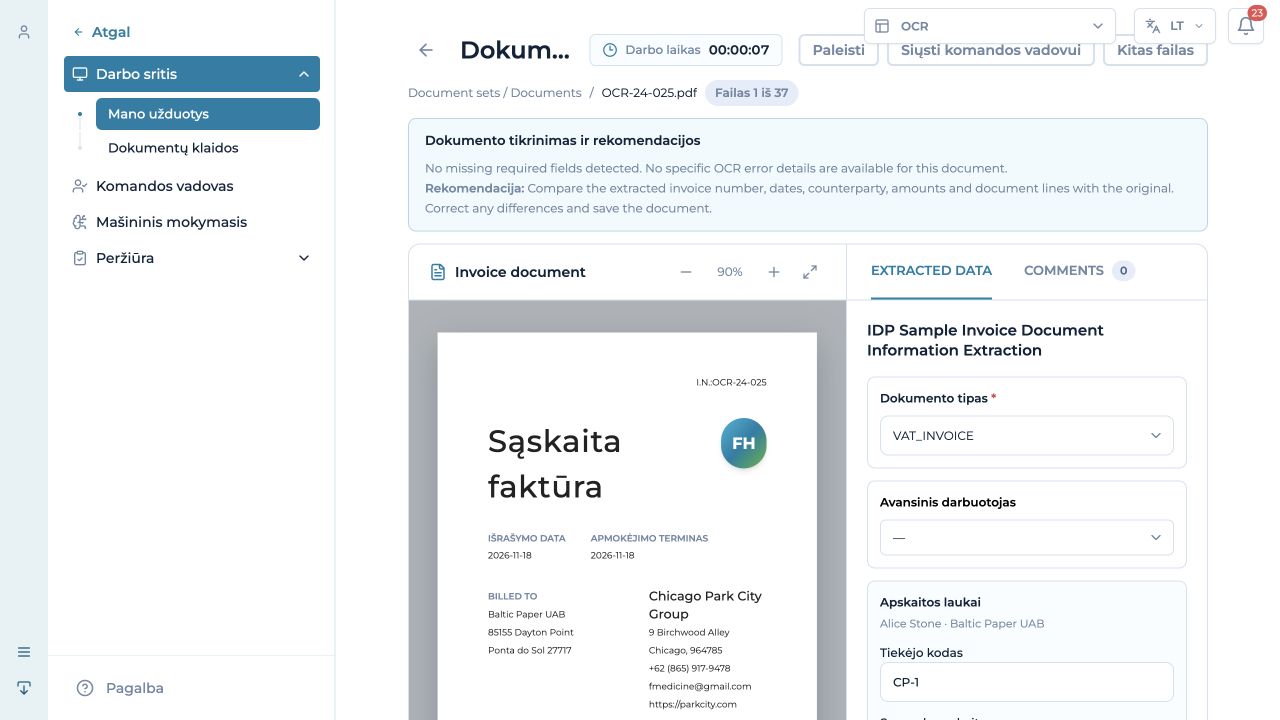 OCR
LT
23
Atgal
Darbo sritis
Mano užduotys
Dokumentų klaidos
Komandos vadovas
Mašininis mokymasis
Peržiūra
Pagalba
Dokum...
Darbo laikas 00:00:07
Paleisti
Siųsti komandos vadovui
Kitas failas
Document sets / Documents / OCR-24-025.pdf Failas 1 iš 37
Dokumento tikrinimas ir rekomendacijos
No missing required fields detected. No specific OCR error details are available for this document.
Rekomendacija: Compare the extracted invoice number, dates, counterparty, amounts and document lines with the original.
Correct any differences and save the document.
Invoice document
90%
I.N.:OCR-24-025
Sąskaita
faktūra
FH
IŠRAŠYMO DATA APMOKĖJIMO TERMINAS
2026-11-18 2026-11-18
BILLED TO
Baltic Paper UAB
85155 Dayton Point
Ponta do Sol 27717
Chicago Park City
Group
9 Birchwood Alley
Chicago, 964785
+62 (865) 917-9478
fmedicine@gmail.com
https://parkcity.com
EXTRACTED DATA
COMMENTS 0
IDP Sample Invoice Document
Information Extraction
Dokumento tipas *
VAT_INVOICE
Avansinis darbuotojas
—
Apskaitos laukai
Alice Stone · Baltic Paper UAB
Tiekėjo kodas
CP-1